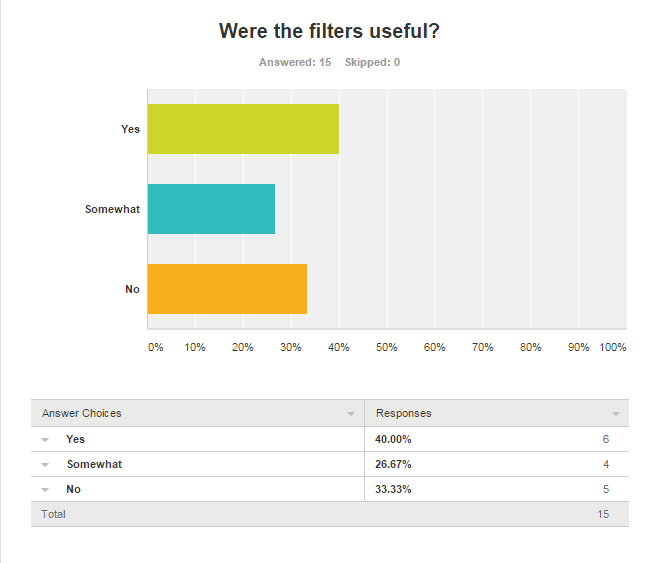 Were the filters useful?
Answered: 15 Skipped: 0
Yes
Somewhat
No
0% 10% 20% 30% 40% 50% 60% 70% 80% 90% 100%
Answer Choices Responses
Yes 40.00% 6
Somewhat 26.67% 4
No 33.33% 5
Total 15